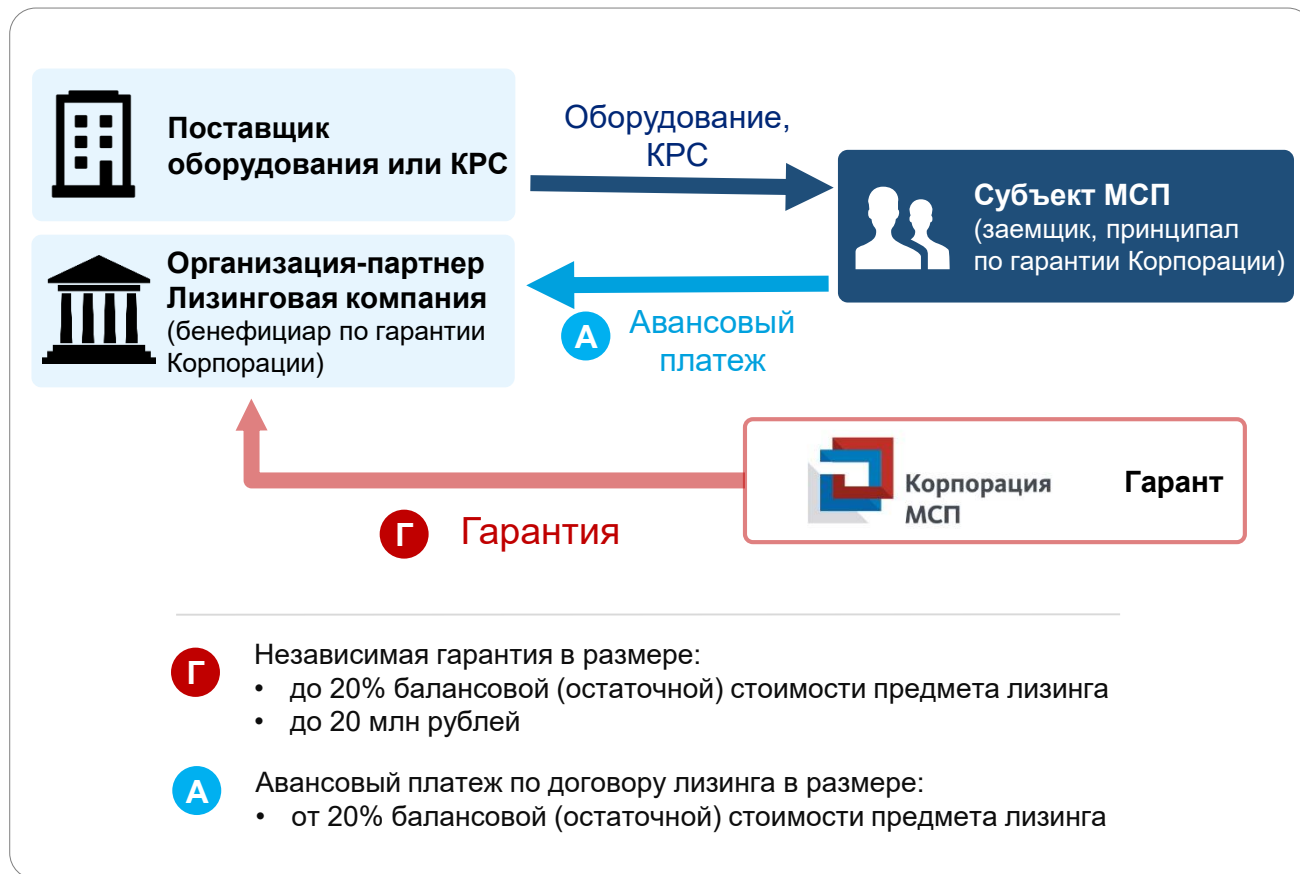 Поставщик
оборудования или КРС
Оборудование,
КРС
Субъект МСП
(заемщик, принципал
по гарантии Корпорации)
Организация-партнер
Лизинговая компания
(бенефициар по гарантии
Корпорации)
А
Авансовый
платеж
Корпорация
МСП
Гарант
Г
Гарантия
Г
Независимая гарантия в размере:
• до 20% балансовой (остаточной) стоимости предмета лизинга
• до 20 млн рублей
А
Авансовый платеж по договору лизинга в размере:
• от 20% балансовой (остаточной) стоимости предмета лизинга